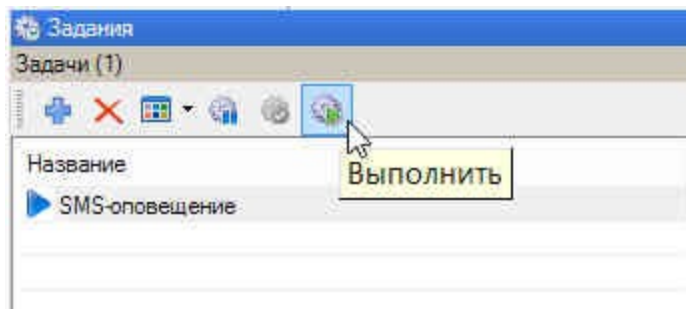 Задания
Задачи (1)
Название
Выполнить
SMS-оповещение